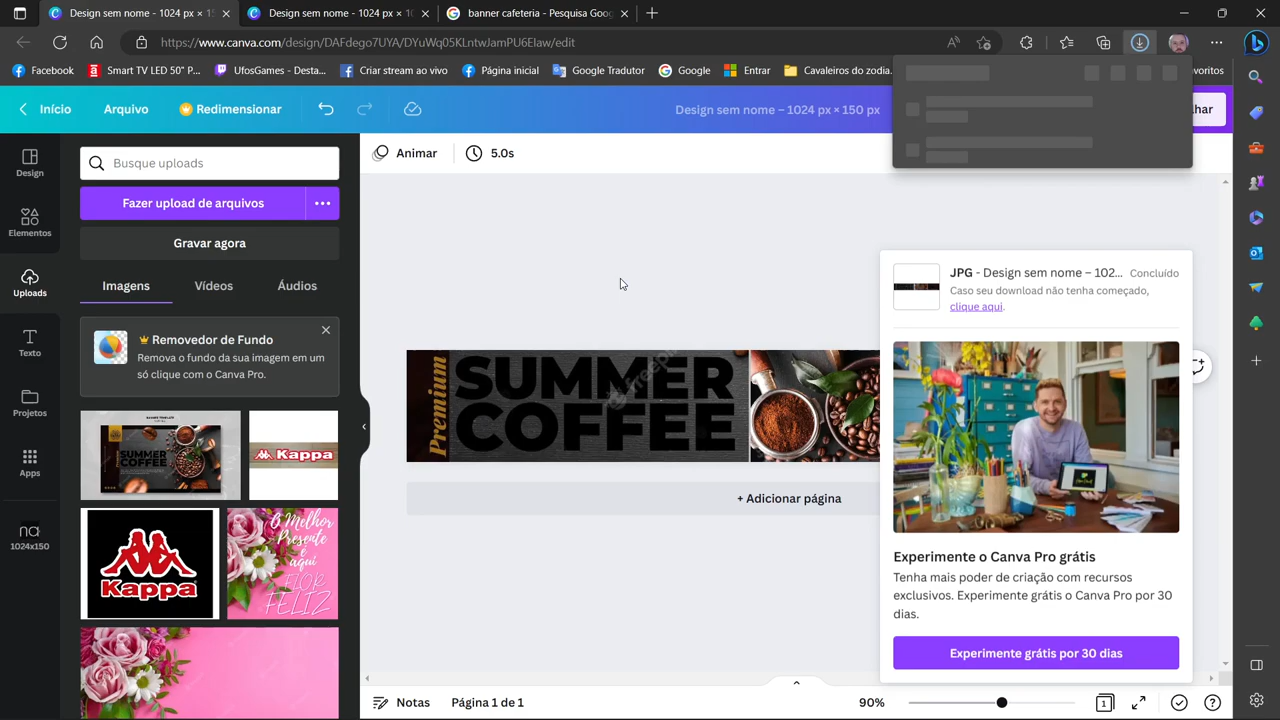 Design sem nome - 1024 px × 15
Design sem nome - 1024 px × 10
banner cafeteria - Pesquisa Goog
https://www.canva.com/design/DAFdego7UYA/DYuWq05KLntwJamPU6EIaw/edit
Facebook
Smart TV LED 50" P...
UfosGames - Desta...
Criar stream ao vivo
Página inicial
Google Tradutor
Google
Entrar
Cavaleiros do zodia...
voritos
Início
Arquivo
Redimensionar
Design sem nome – 1024 px × 150 px
lhar
Animar
5.0s
Design
Elementos
Uploads
Texto
Projetos
Apps
na
1024x150
Busque uploads
Fazer upload de arquivos
Gravar agora
Imagens
Vídeos
Áudios
Removedor de Fundo
Remova o fundo da sua imagem em um
só clique com o Canva Pro.
SUMMER
COFFEE
Kappa
Kappa
O Melhor
Presente
é
aqui
FLOR
FELIZ
Premium
SUMMER
COFFEE
+ Adicionar página
JPG - Design sem nome – 102...
Concluído
Caso seu download não tenha começado,
clique aqui.
Experimente o Canva Pro grátis
Tenha mais poder de criação com recursos
exclusivos. Experimente grátis o Canva Pro por 30
dias.
Experimente grátis por 30 dias
Notas
Página 1 de 1
90%
1